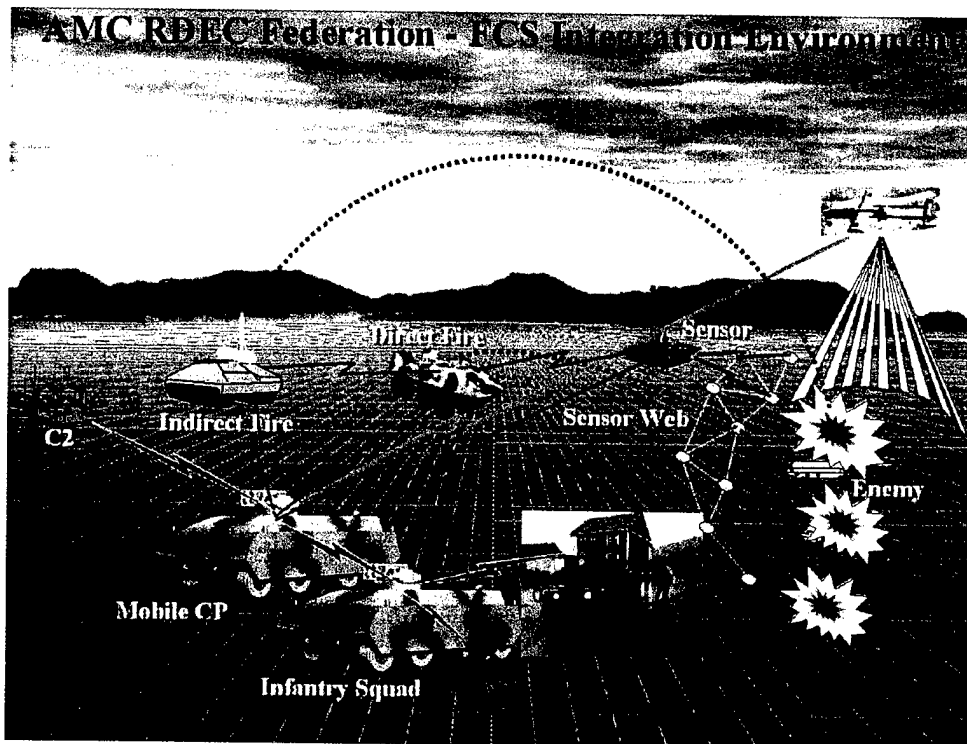 AMC RDEC Federation - FCS Integration Environment
Direct Fire
Sensor
Indirect Fire
Sensor Web
C2
Enemy
Mobile CP
Infantry Squad